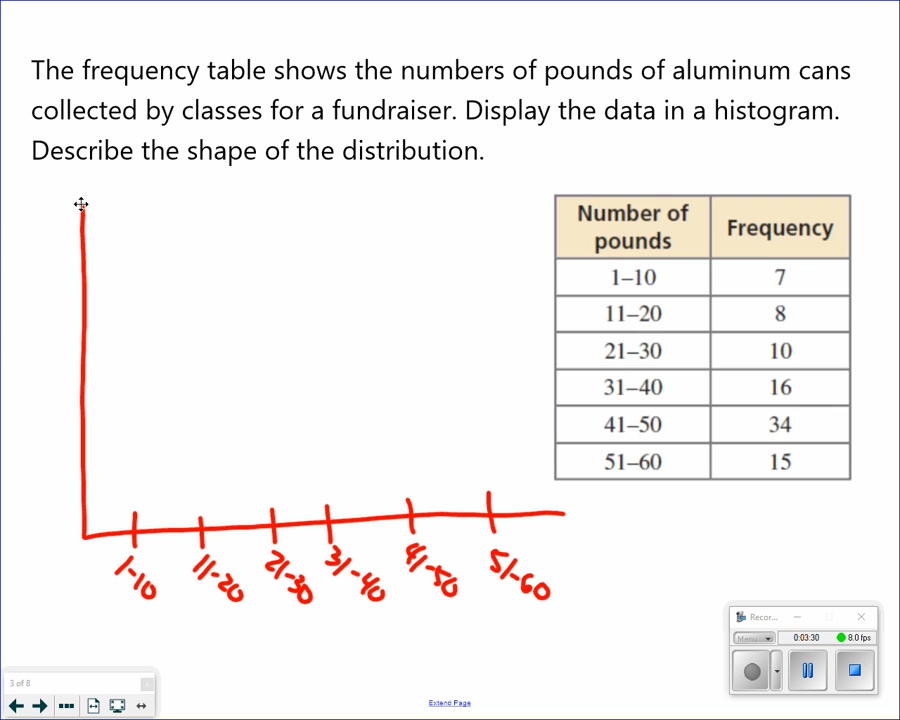 The frequency table shows the numbers of pounds of aluminum cans
collected by classes for a fundraiser. Display the data in a histogram.
Describe the shape of the distribution.
Number of pounds Frequency
1–10 7
11–20 8
21–30 10
31–40 16
41–50 34
51–60 15
1-10 11-20 21-30 31-40 41-50 51-60
Recor...
Menu 0:03:30 8.0 fps
3 of 8
Extend Page